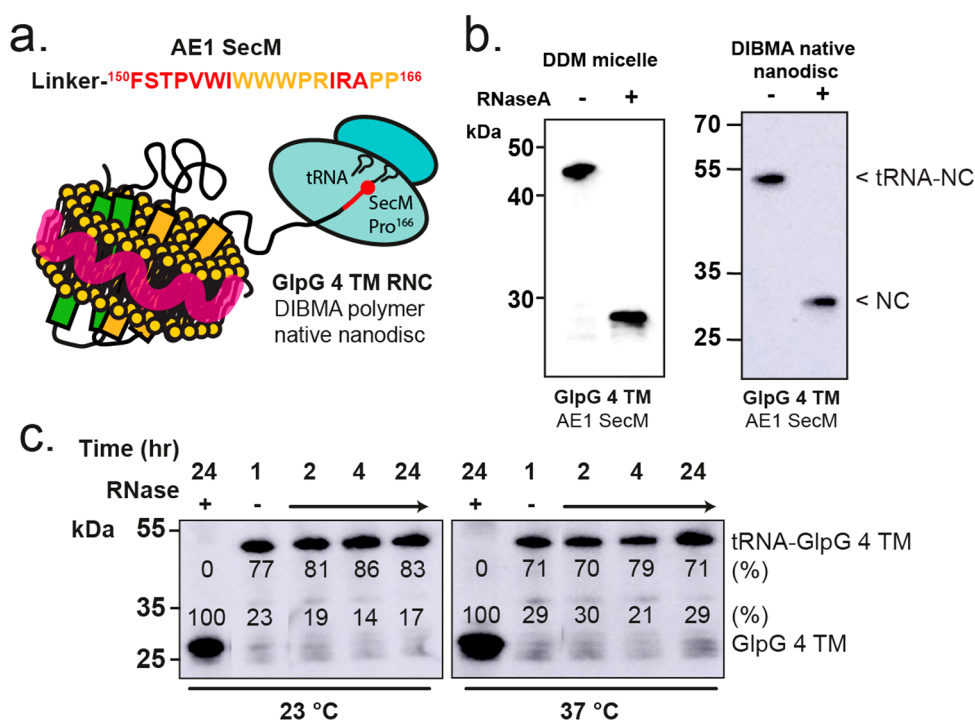 a.
AE1 SecM
Linker-¹⁵⁰FSTPVWIWWWPRIRAPP¹⁶⁶
tRNA
SecM
Pro¹⁶⁶
GlpG 4 TM RNC
DIBMA polymer
native nanodisc
b.
DDM micelle
RNaseA - +
kDa
50
40
30
GlpG 4 TM
AE1 SecM
DIBMA native
nanodisc
- +
70
55
35
25
< tRNA-NC
< NC
GlpG 4 TM
AE1 SecM
c.
Time (hr) 24 1 2 4 24 24 1 2 4 24
RNase + - + -
kDa
55
35
25
tRNA-GlpG 4 TM
0 77 81 86 83 0 71 70 79 71 (%)
100 23 19 14 17 100 29 30 21 29 (%)
GlpG 4 TM
23 °C 37 °C